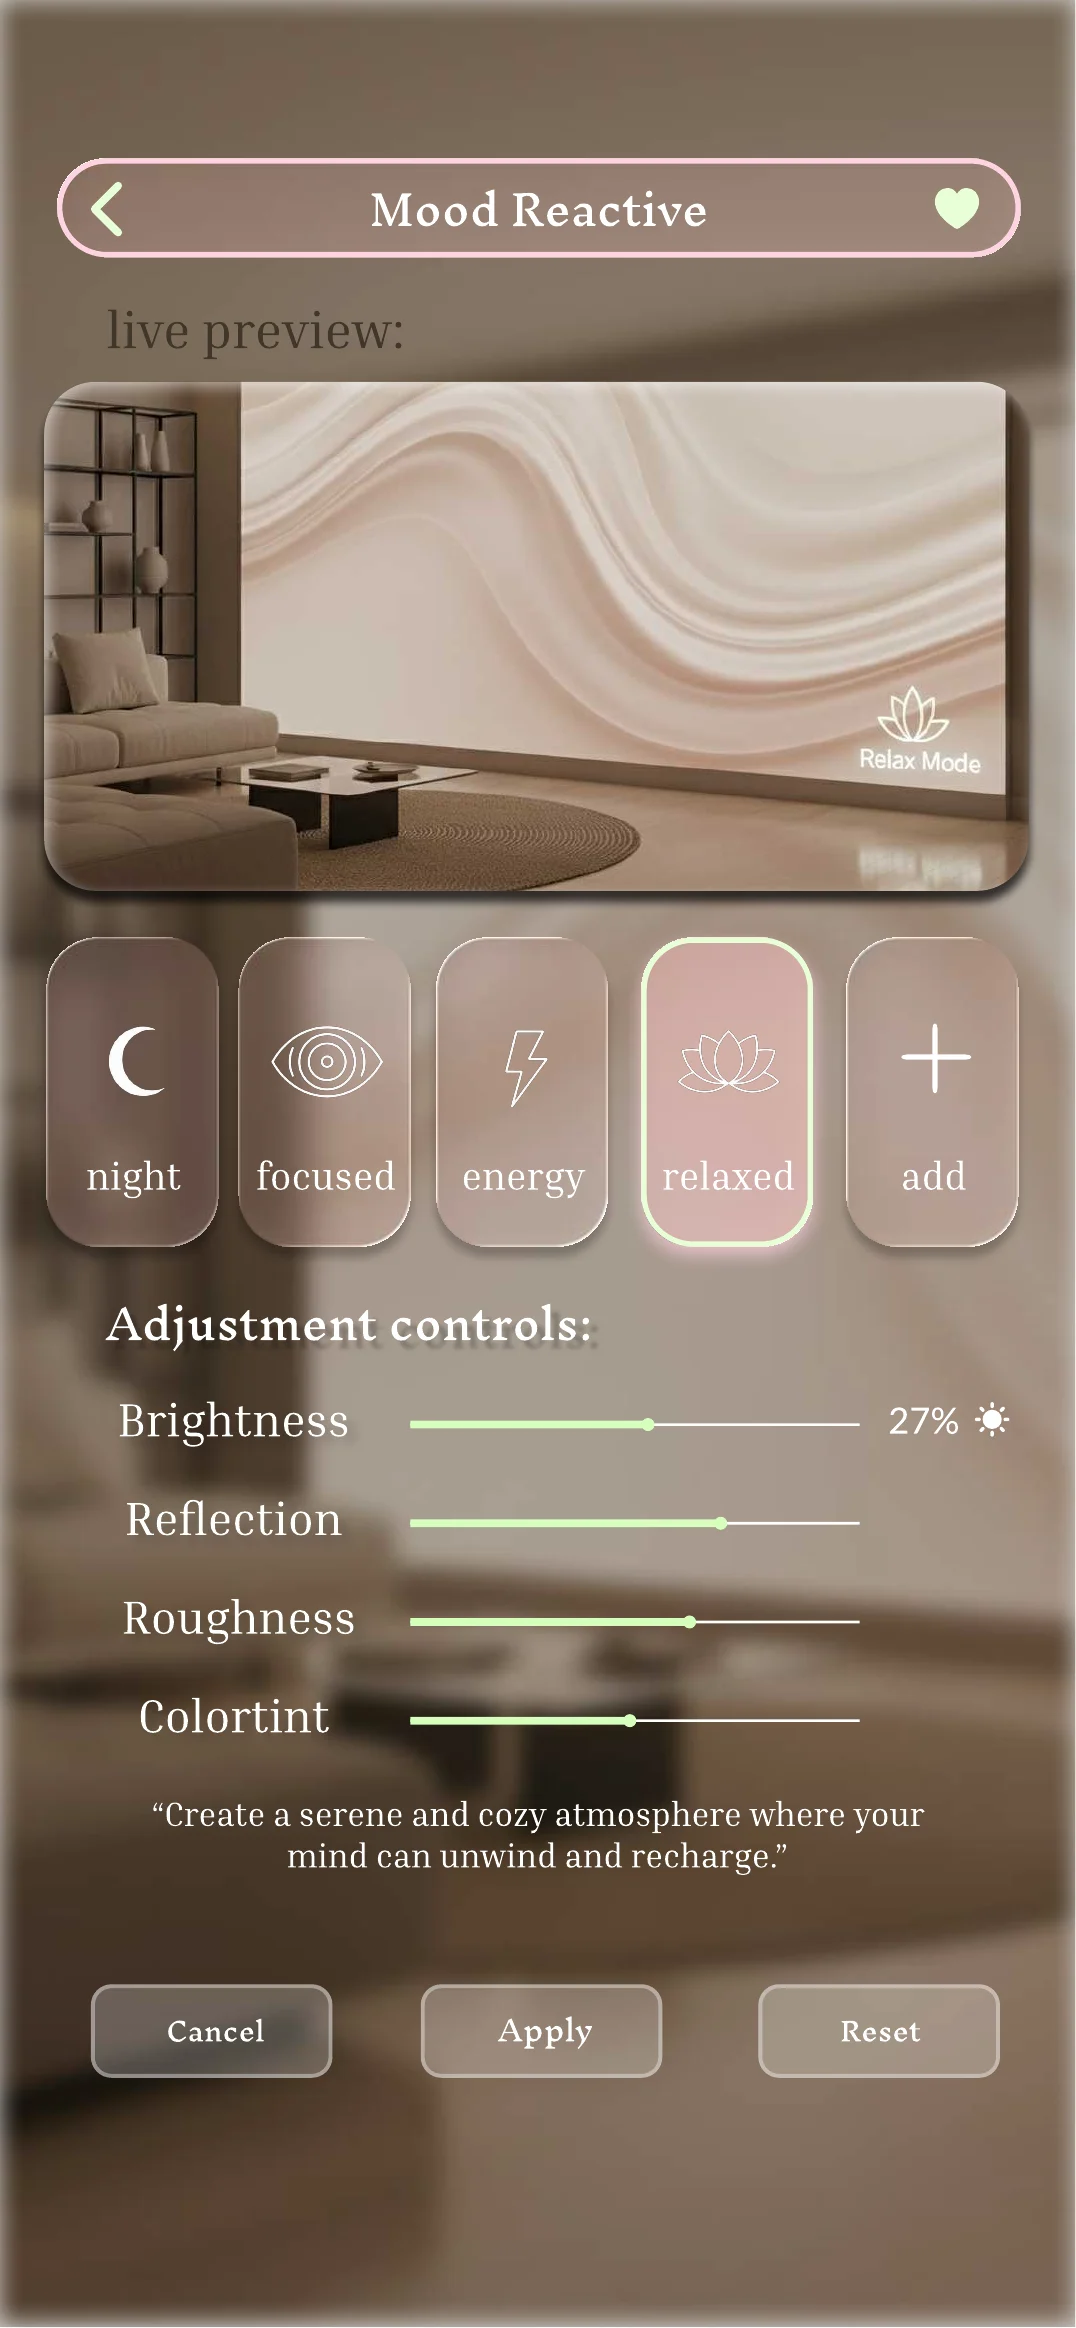 Mood Reactive
live preview:
Relax Mode
night
focused
energy
relaxed
add
Adjustment controls:
Brightness
27%
Reflection
Roughness
Colortint
“Create a serene and cozy atmosphere where your
mind can unwind and recharge.”
Cancel
Apply
Reset